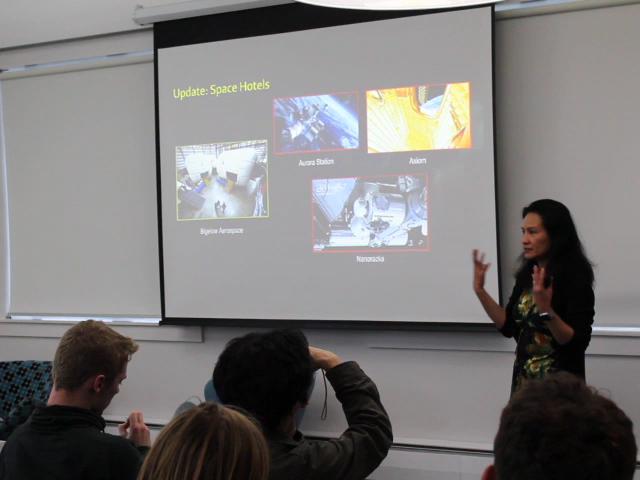 Update: Space Hotels
Aurora Station
Axiom
Bigelow Aerospace
Nanoracks